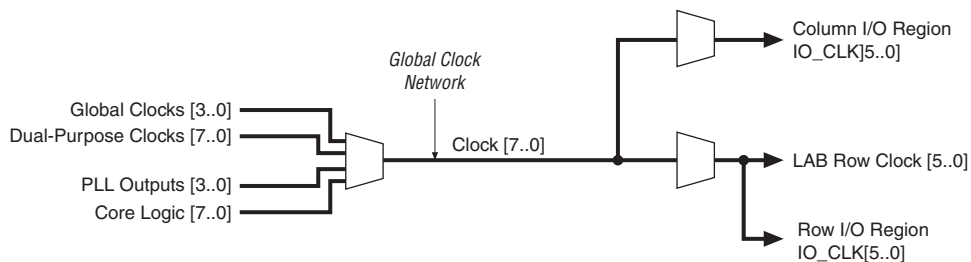 Column I/O Region
IO_CLK]5..0]
Global Clock
Network
Global Clocks [3..0]
Dual-Purpose Clocks [7..0]
Clock [7..0]
LAB Row Clock [5..0]
PLL Outputs [3..0]
Core Logic [7..0]
Row I/O Region
IO_CLK[5..0]